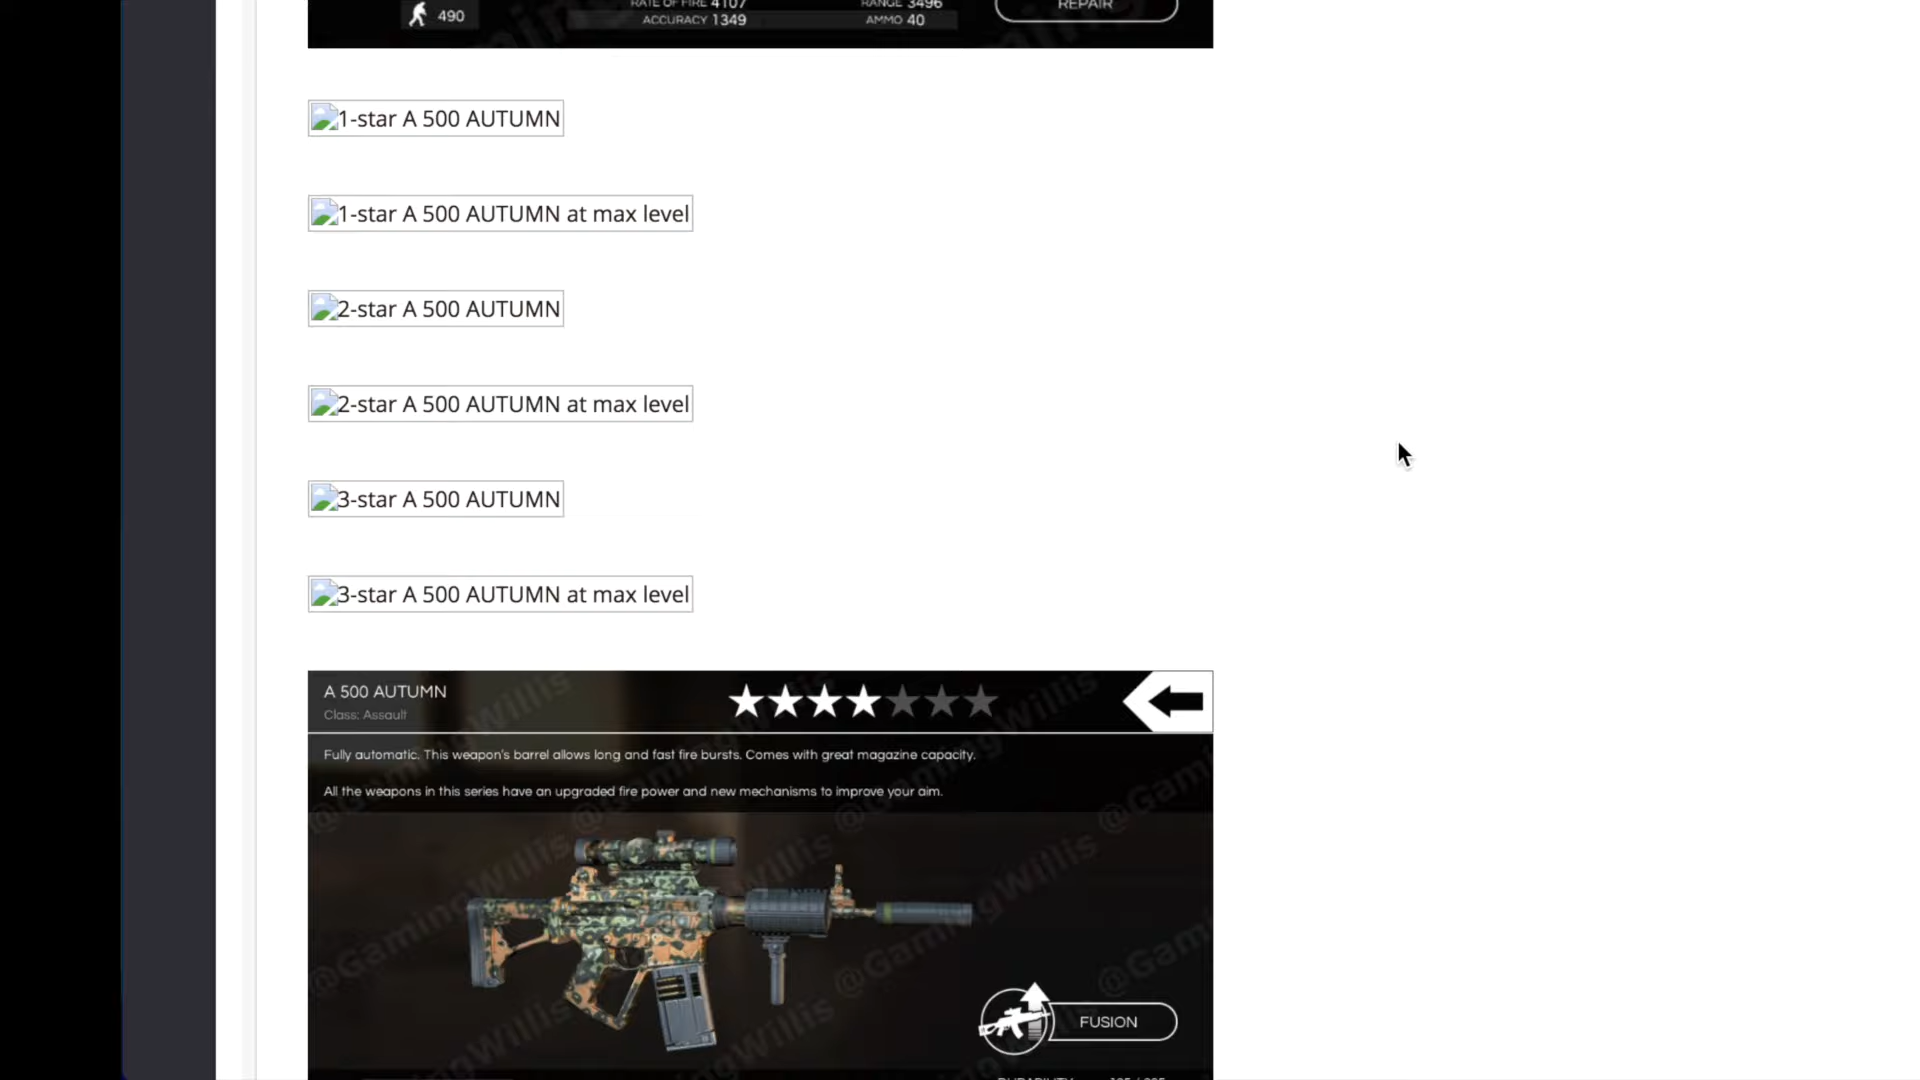 490
RATE OF FIRE 4107
RANGE 3496
ACCURACY 1349
AMMO 40
REPAIR
1-star A 500 AUTUMN
1-star A 500 AUTUMN at max level
2-star A 500 AUTUMN
2-star A 500 AUTUMN at max level
3-star A 500 AUTUMN
3-star A 500 AUTUMN at max level
A 500 AUTUMN
Class: Assault
Fully automatic. This weapon's barrel allows long and fast fire bursts. Comes with great magazine capacity.
All the weapons in this series have an upgraded fire power and new mechanisms to improve your aim.
@GamingWillis
FUSION